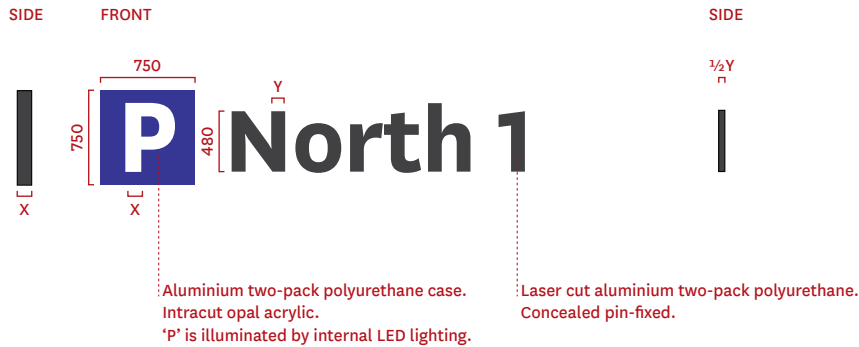 SIDE
FRONT
SIDE
750
Y
½Y
750
P
480
North 1
X
X
Aluminium two-pack polyurethane case.
Intracut opal acrylic.
‘P’ is illuminated by internal LED lighting.
Laser cut aluminium two-pack polyurethane.
Concealed pin-fixed.